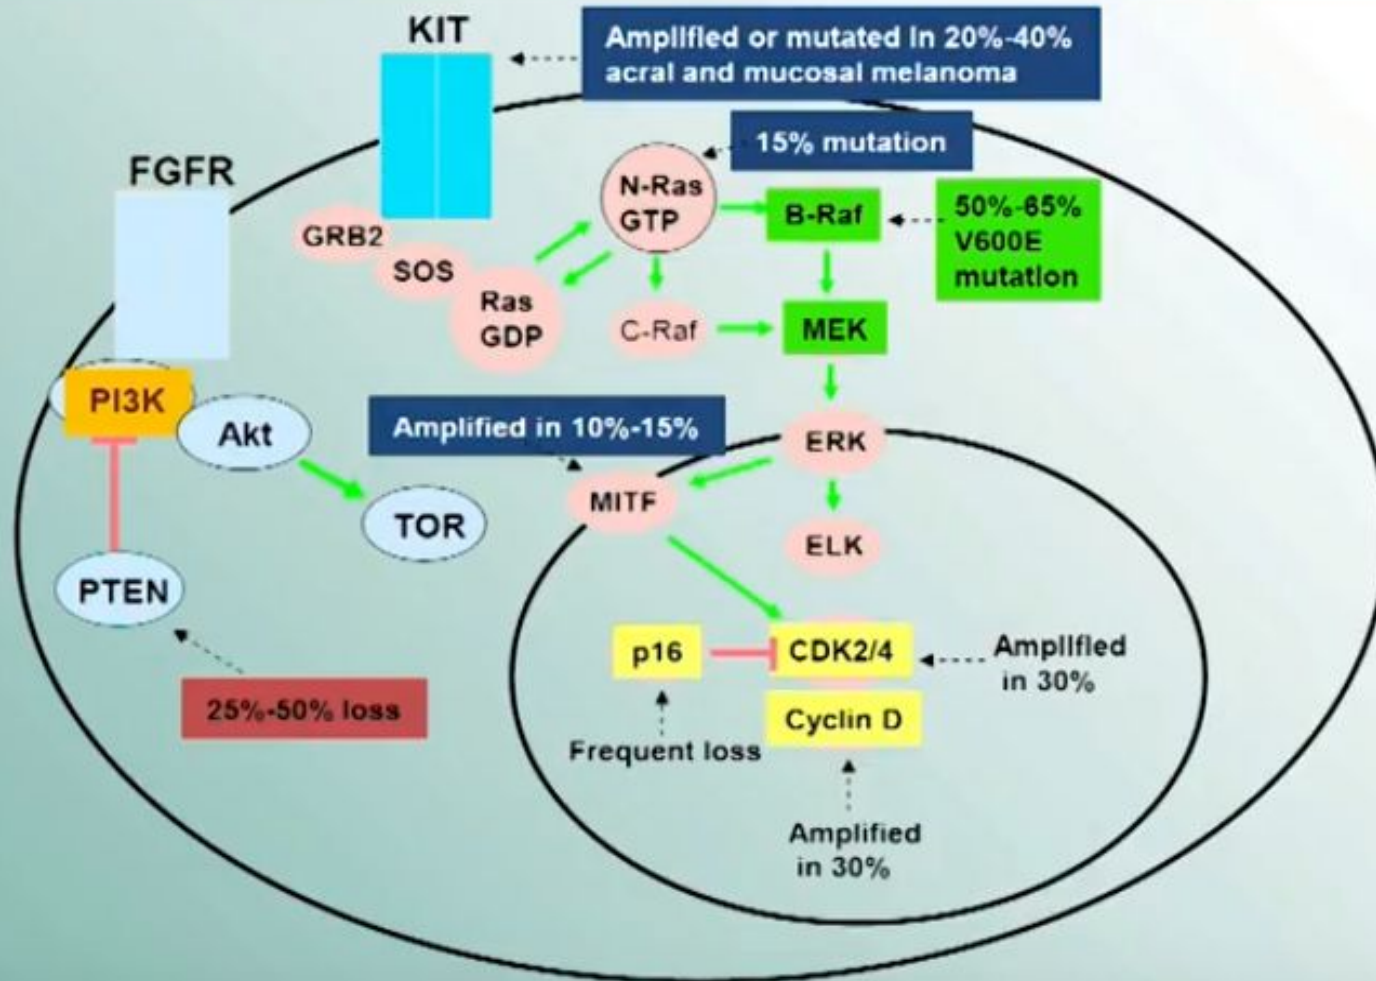 KIT
Amplified or mutated in 20%-40%
acral and mucosal melanoma
15% mutation
FGFR
N-Ras
GTP
B-Raf
50%-65%
V600E
mutation
GRB2
SOS
Ras
GDP
C-Raf
MEK
PI3K
Akt
Amplified in 10%-15%
ERK
MITF
TOR
ELK
PTEN
p16
CDK2/4
Amplified
in 30%
25%-50% loss
Cyclin D
Frequent loss
Amplified
in 30%